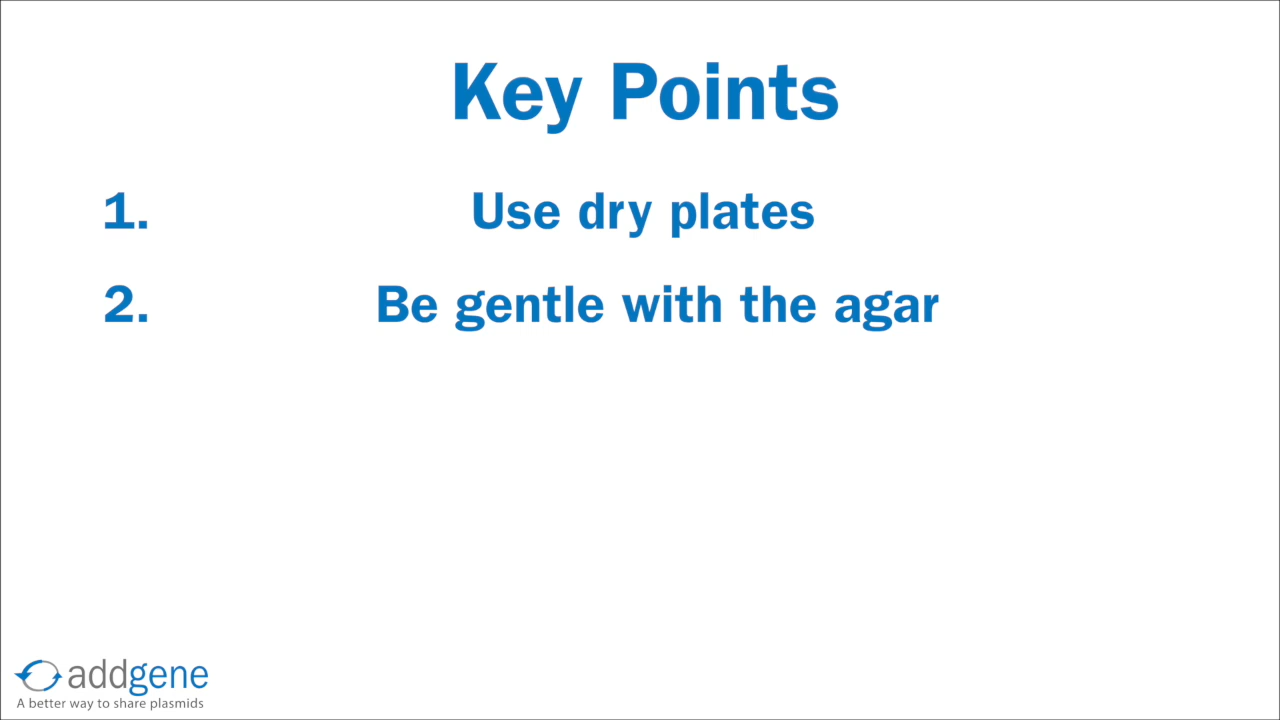 Key Points
1. Use dry plates
2. Be gentle with the agar
addgene
A better way to share plasmids